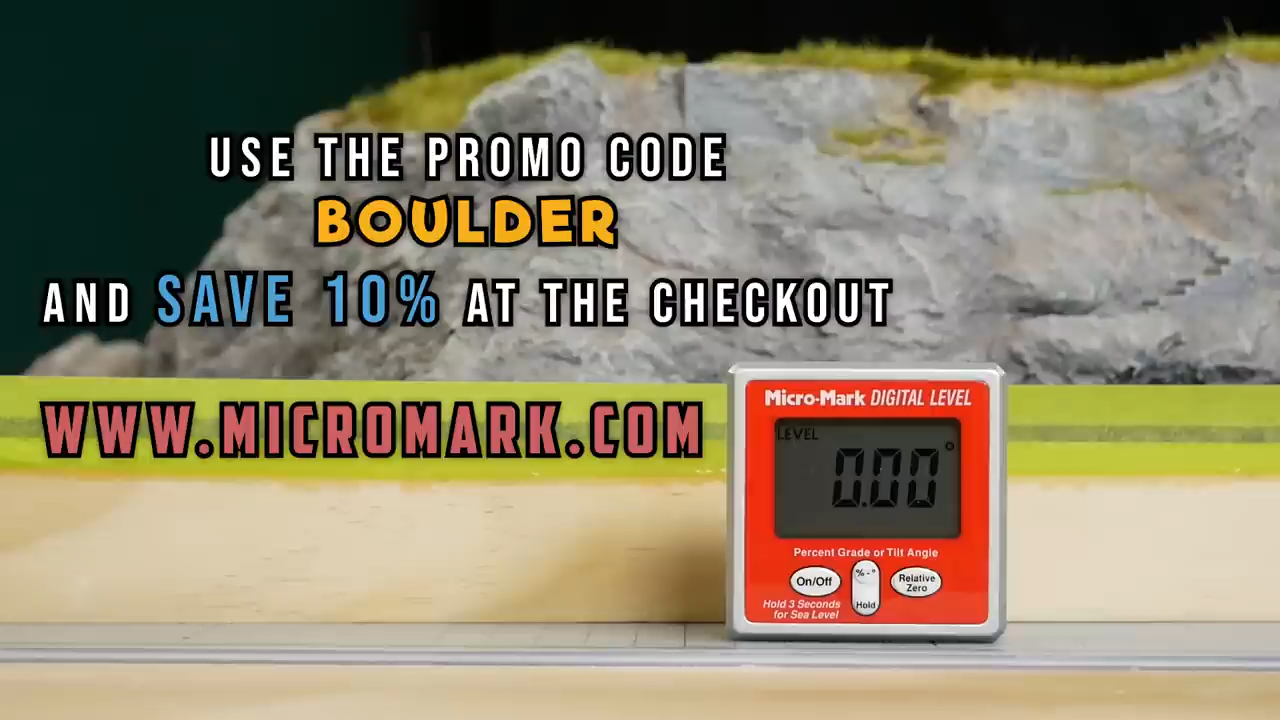 USE THE PROMO CODE
BOULDER
AND SAVE 10% AT THE CHECKOUT
WWW.MICROMARK.COM
Micro-Mark DIGITAL LEVEL
LEVEL
0.00°
Percent Grade or Tilt Angle
On/Off
%-°
Hold
Relative
Zero
Hold 3 Seconds
for Sea Level